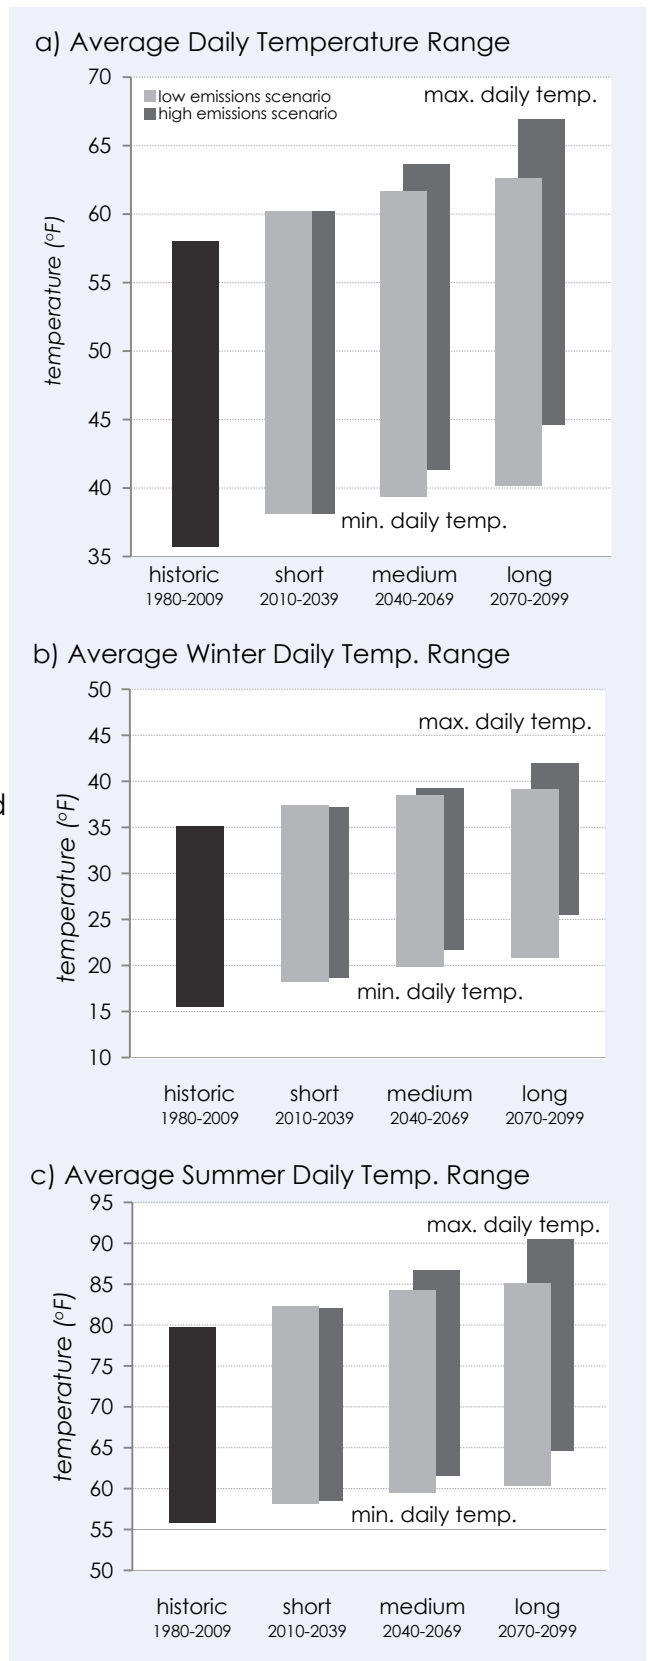 a) Average Daily Temperature Range
70
low emissions scenario
high emissions scenario
max. daily temp.
65
60
55
50
45
40
35
temperature (°F)
min. daily temp.
historic short medium long
1980-2009 2010-2039 2040-2069 2070-2099
b) Average Winter Daily Temp. Range
50
45
40
35
30
25
20
15
10
max. daily temp.
d
temperature (°F)
min. daily temp.
historic short medium long
1980-2009 2010-2039 2040-2069 2070-2099
c) Average Summer Daily Temp. Range
95
90
85
80
75
70
65
60
55
50
max. daily temp.
temperature (°F)
min. daily temp.
historic short medium long
1980-2009 2010-2039 2040-2069 2070-2099